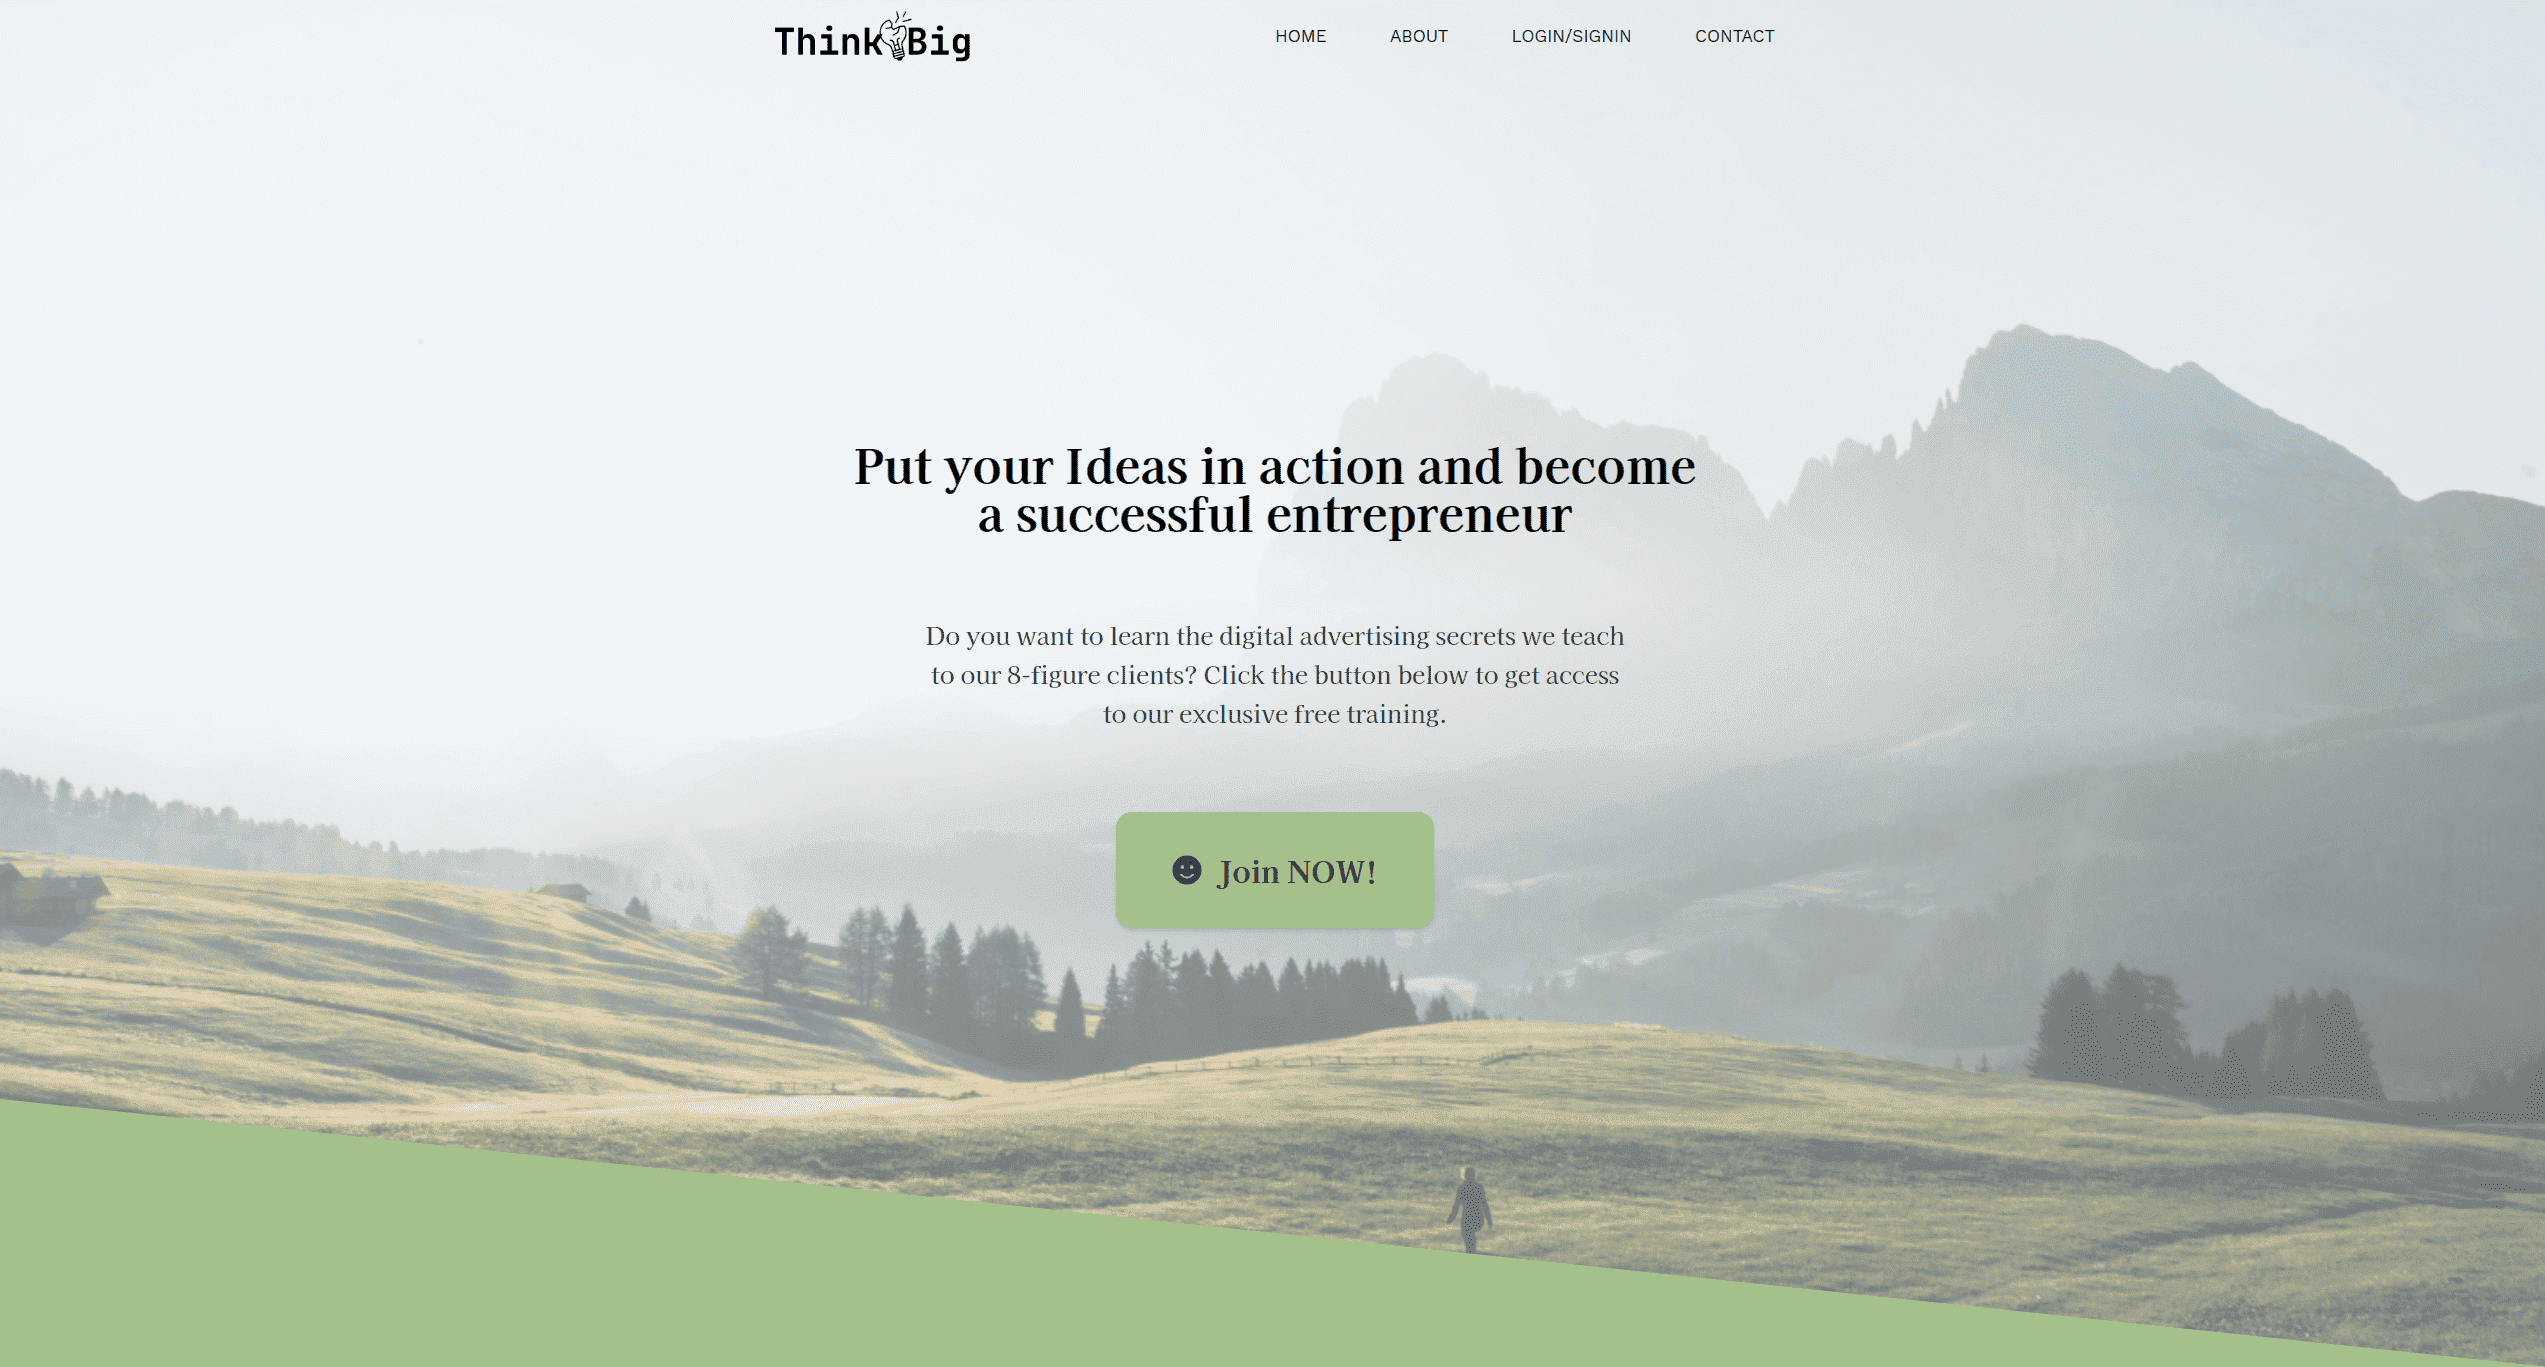 Think Big
HOME
ABOUT
LOGIN/SIGNIN
CONTACT
Put your Ideas in action and become
a successful entrepreneur
Do you want to learn the digital advertising secrets we teach
to our 8-figure clients? Click the button below to get access
to our exclusive free training.
Join NOW!